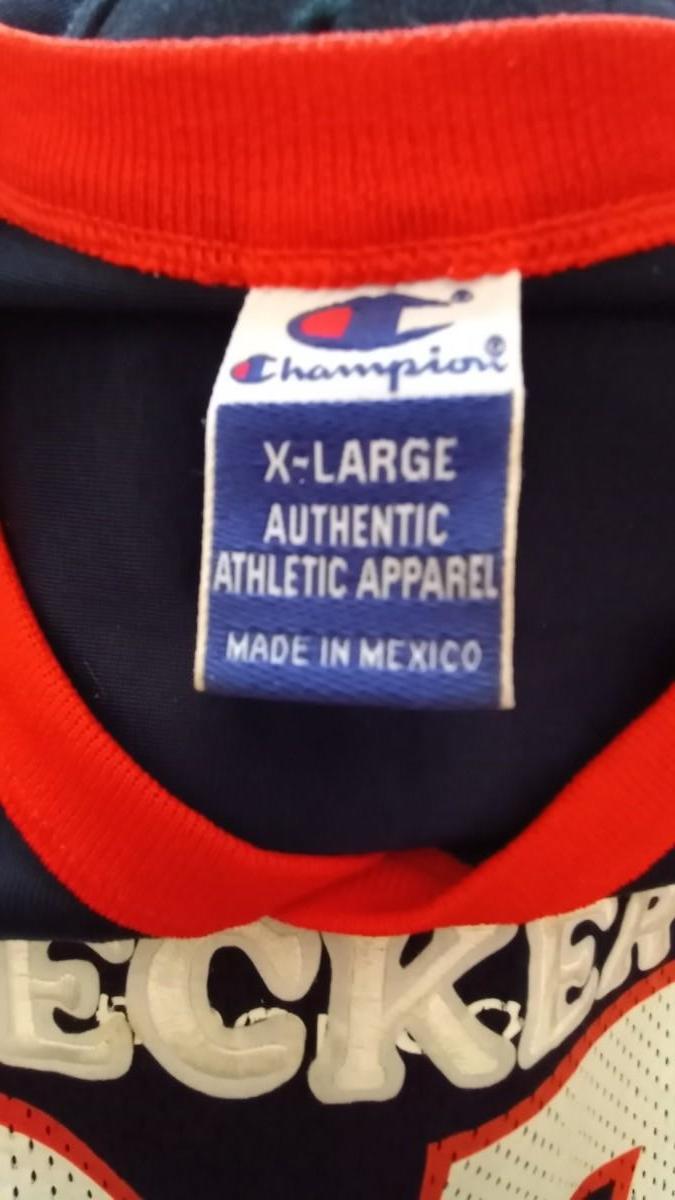 Champion®
X-LARGE
AUTHENTIC
ATHLETIC APPAREL
MADE IN MEXICO
ECKER